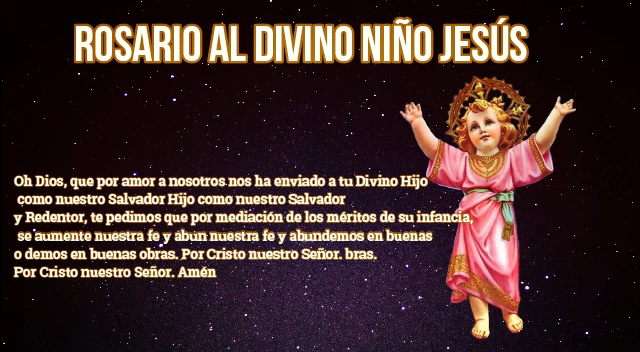 ROSARIO AL DIVINO NIÑO JESÚS
Oh Dios, que por amor a nosotros nos ha enviado a tu Divino Hijo
como nuestro Salvador Hijo como nuestro Salvador
y Redentor, te pedimos que por mediación de los méritos de su infancia,
se aumente nuestra fe y abun nuestra fe y abundemos en buenas
o demos en buenas obras. Por Cristo nuestro Señor. bras.
Por Cristo nuestro Señor. Amén